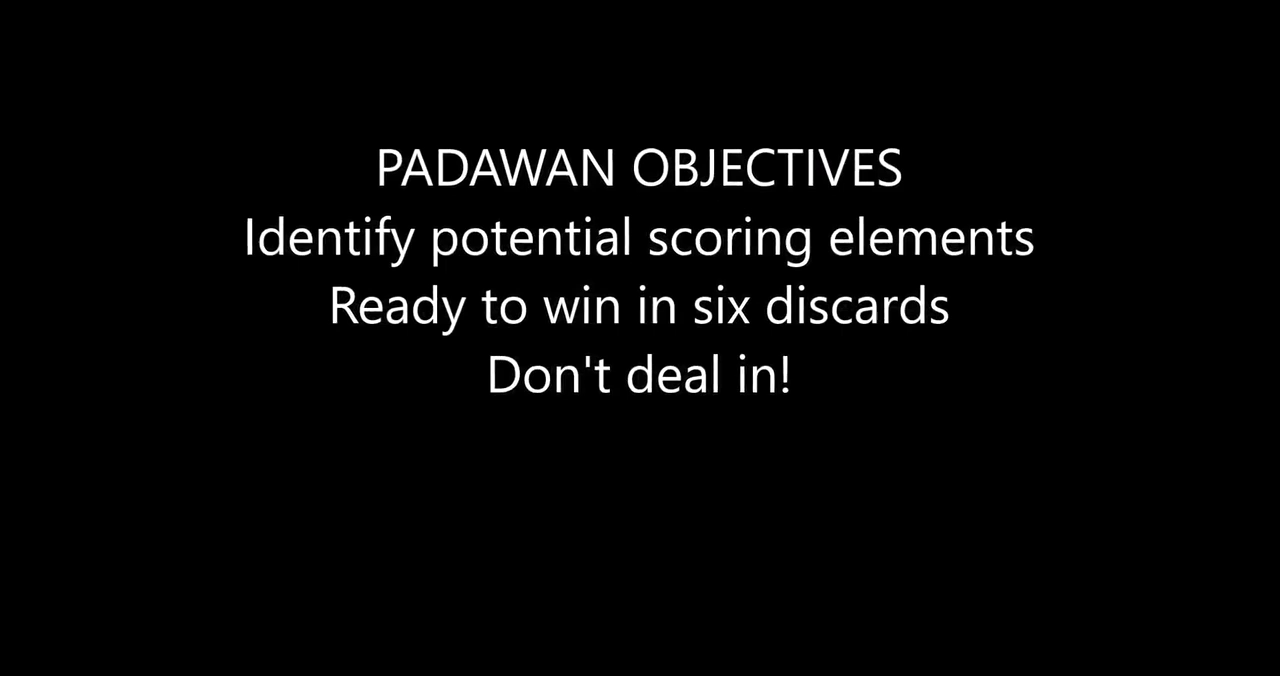 PADAWAN OBJECTIVES
Identify potential scoring elements
Ready to win in six discards
Don't deal in!